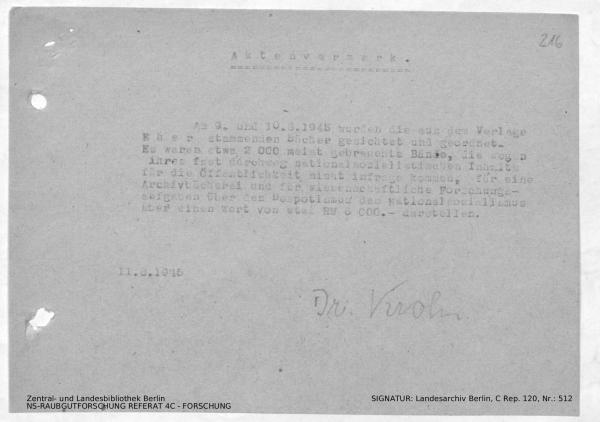 216
Aktenvermerk.
Am 9. und 10.8.1945 wurden die aus dem Verlage
Eher stammenden Bücher gesichtet und geordnet.
Es waren etwa 2 000 meist gebrauchte Bände, die wegen
ihres fast durchweg nationalsozialistischen Inhalts
für die Öffentlichkeit nicht infrage kommen, für eine
Archivbücherei und für wissenschaftliche Forschungs-
aufgaben über den Despotismus des Nationalsozialismus
aber einen Wert von etwa RM 6 000.- darstellen.
11.8.1945
Dr. Krohn
Zentral- und Landesbibliothek Berlin
NS-RAUBGUTFORSCHUNG REFERAT 4C - FORSCHUNG
SIGNATUR: Landesarchiv Berlin, C Rep. 120, Nr.: 512